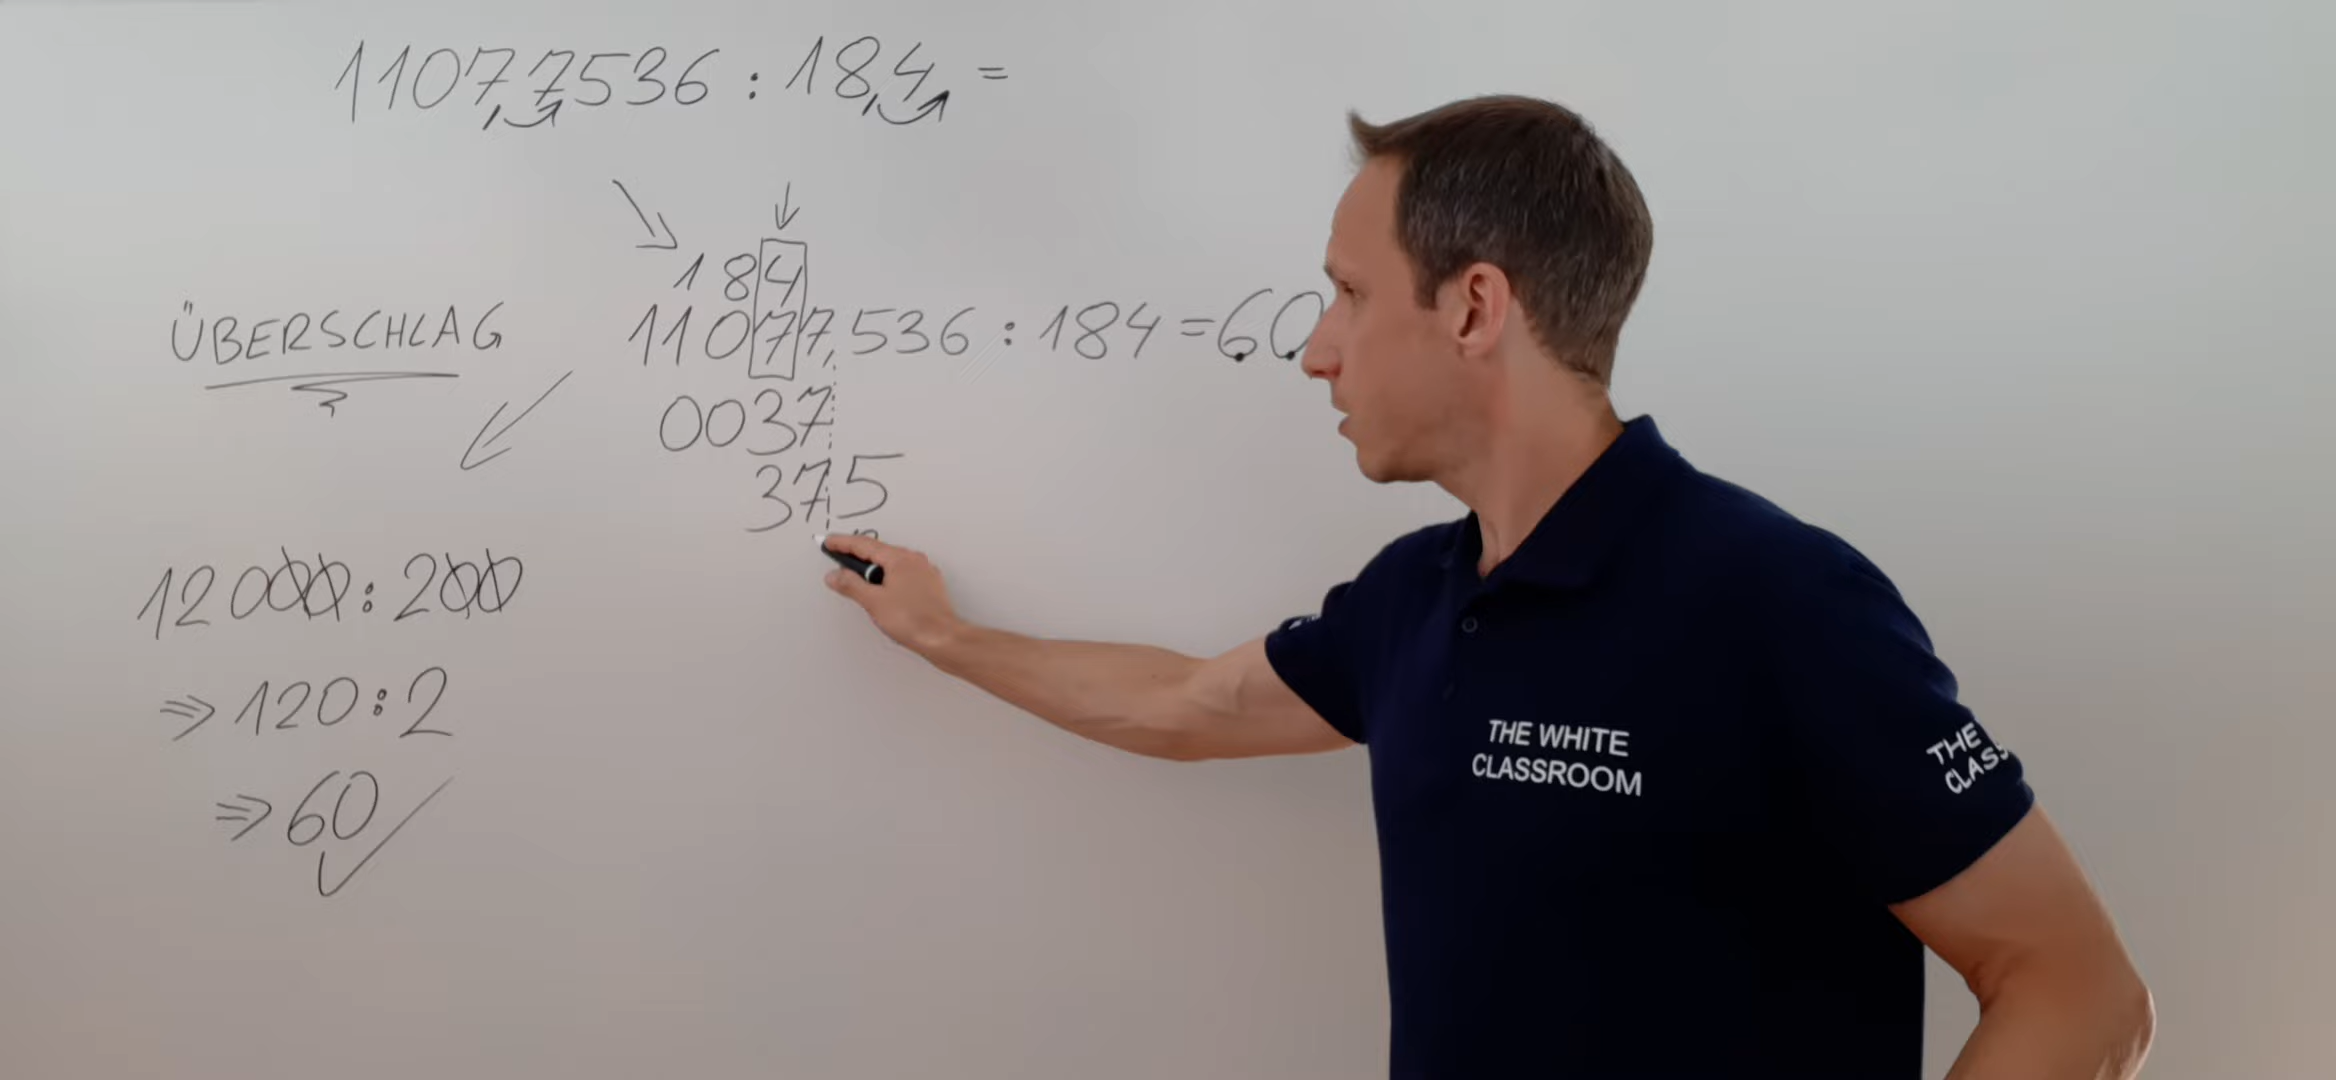 1107,7536 : 18,4 =
184
11077,536 : 184 = 60
0037
375
ÜBERSCHLAG
12000 : 200
⇒ 120 : 2
⇒ 60 ✓
THE WHITE
CLASSROOM
THE